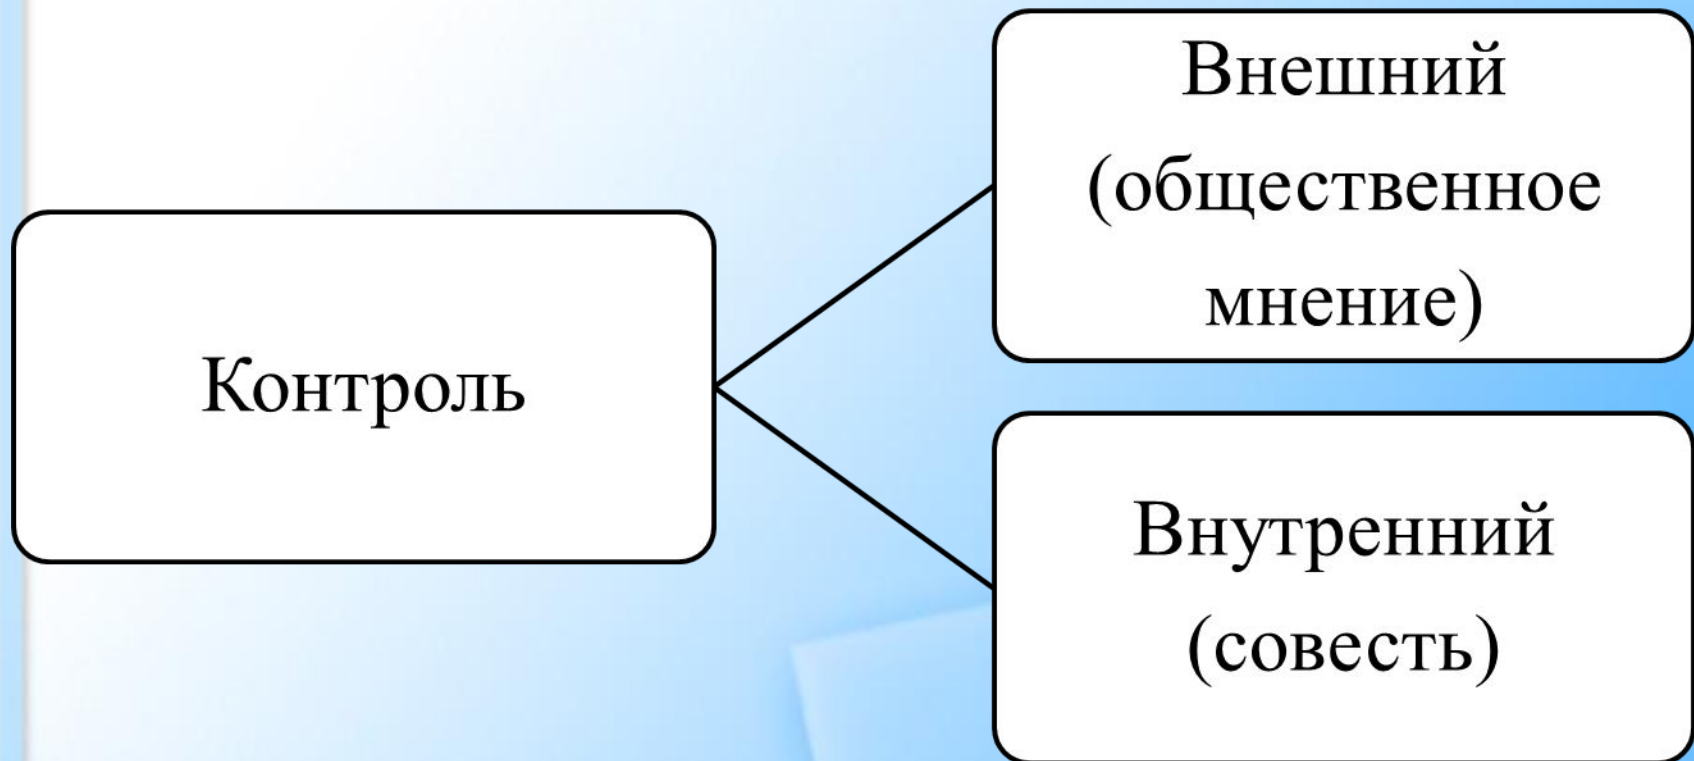 Контроль
Внешний
(общественное
мнение)
Внутренний
(совесть)